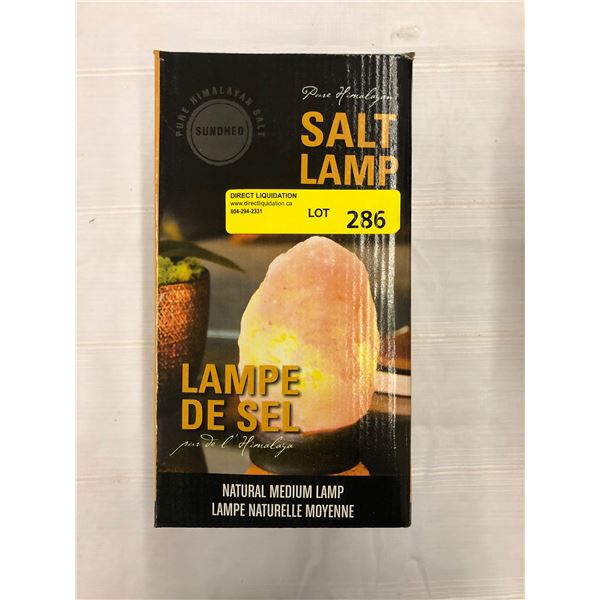 PURE HIMALAYAN SALT
SUNDHED
Pure Himalayan
SALT
LAMP
DIRECT LIQUIDATION
www.directliquidation.ca
604-294-2331
LOT 286
LAMPE
DE SEL
pur de l'Himalaya
NATURAL MEDIUM LAMP
LAMPE NATURELLE MOYENNE